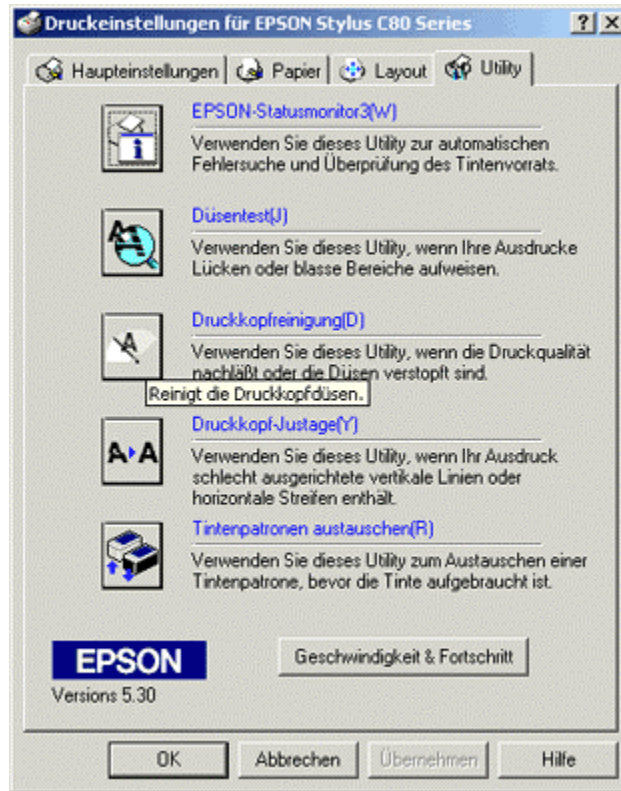 Druckeinstellungen für EPSON Stylus C80 Series
Haupteinstellungen
Papier
Layout
Utility
EPSON-Statusmonitor3(W)
Verwenden Sie dieses Utility zur automatischen
Fehlersuche und Überprüfung des Tintenvorrats.
Düsentest(J)
Verwenden Sie dieses Utility, wenn Ihre Ausdrucke
Lücken oder blasse Bereiche aufweisen.
Druckkopfreinigung(D)
Verwenden Sie dieses Utility, wenn die Druckqualität
nachläßt oder die Düsen verstopft sind.
Reinigt die Druckkopfdüsen.
Druckkopf-Justage(Y)
Verwenden Sie dieses Utility, wenn Ihr Ausdruck
schlecht ausgerichtete vertikale Linien oder
horizontale Streifen enthält.
Tintenpatronen austauschen(R)
Verwenden Sie dieses Utility zum Austauschen einer
Tintenpatrone, bevor die Tinte aufgebraucht ist.
EPSON
Versions 5.30
Geschwindigkeit & Fortschritt
OK
Abbrechen
Übernehmen
Hilfe